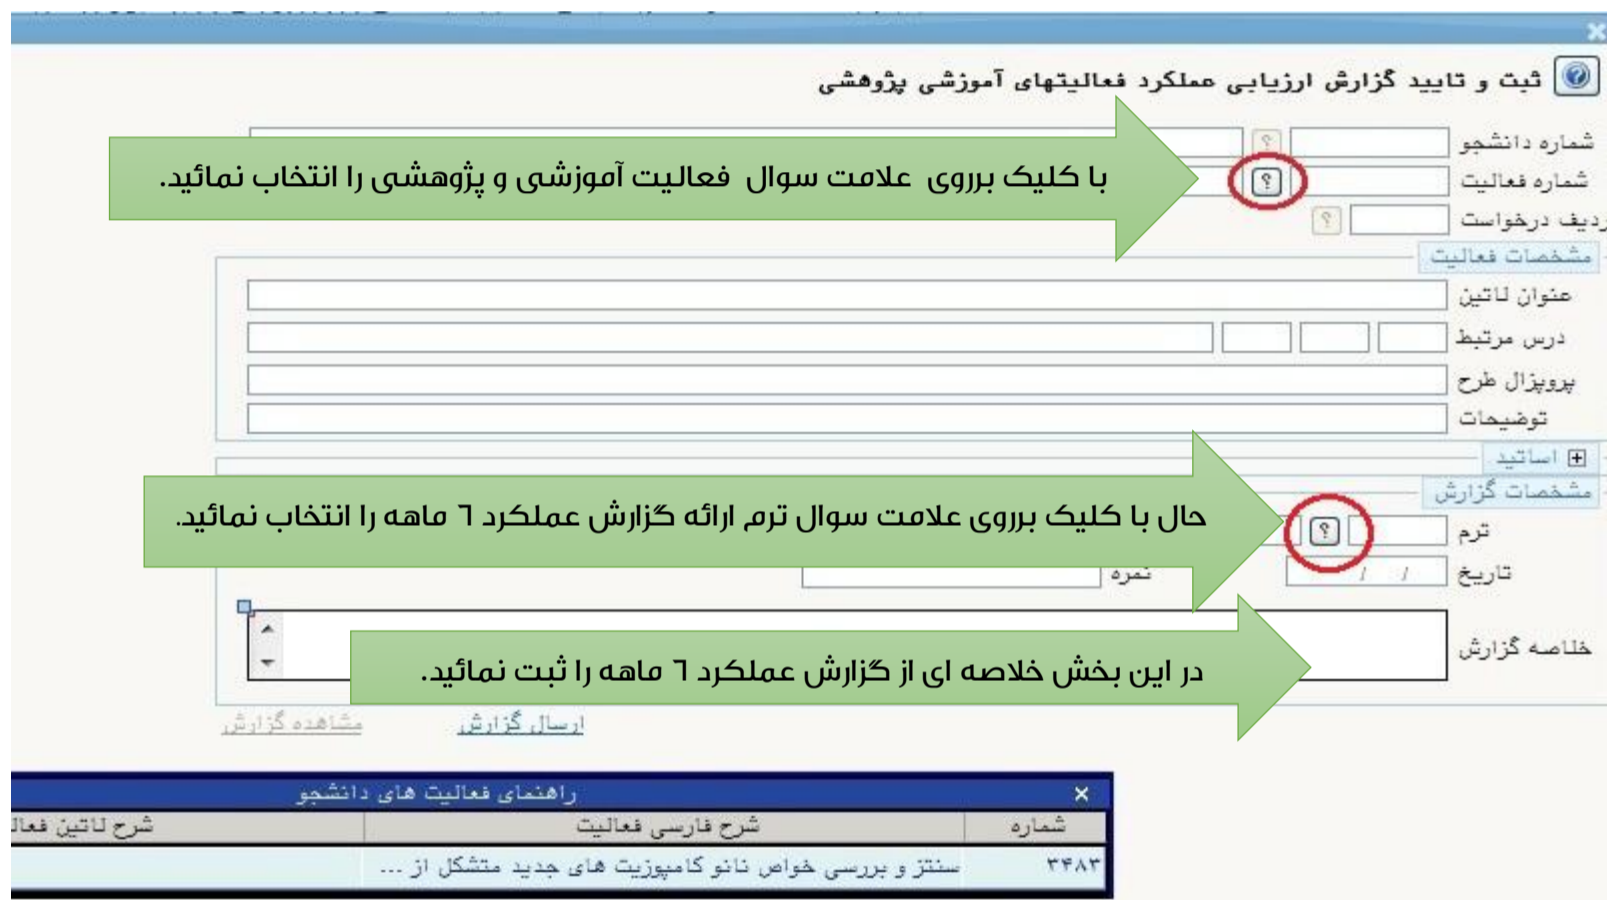 ثبت و تایید گزارش ارزیابی عملکرد فعالیتهای آموزشی پژوهشی
شماره دانشجو
؟
شماره فعالیت
؟
با کلیک برروی علامت سوال فعالیت آموزشی و پژوهشی را انتخاب نمائید.
ردیف درخواست
؟
مشخصات فعالیت
عنوان لاتین
درس مرتبط
پروپزال طرح
توضیحات
اساتید
مشخصات گزارش
ترم
؟
حال با کلیک برروی علامت سوال ترم ارائه گزارش عملکرد ٦ ماهه را انتخاب نمائید.
تاریخ / / نمره
خلاصه گزارش
در این بخش خلاصه ای از گزارش عملکرد ٦ ماهه را ثبت نمائید.
ارسال گزارش مشاهده گزارش
راهنمای فعالیت های دانشجو
شماره شرح فارسی فعالیت شرح لاتین فعال
۳۴۸۳ سنتز و بررسی خواص نانو کامپوزیت های جدید متشکل از ...